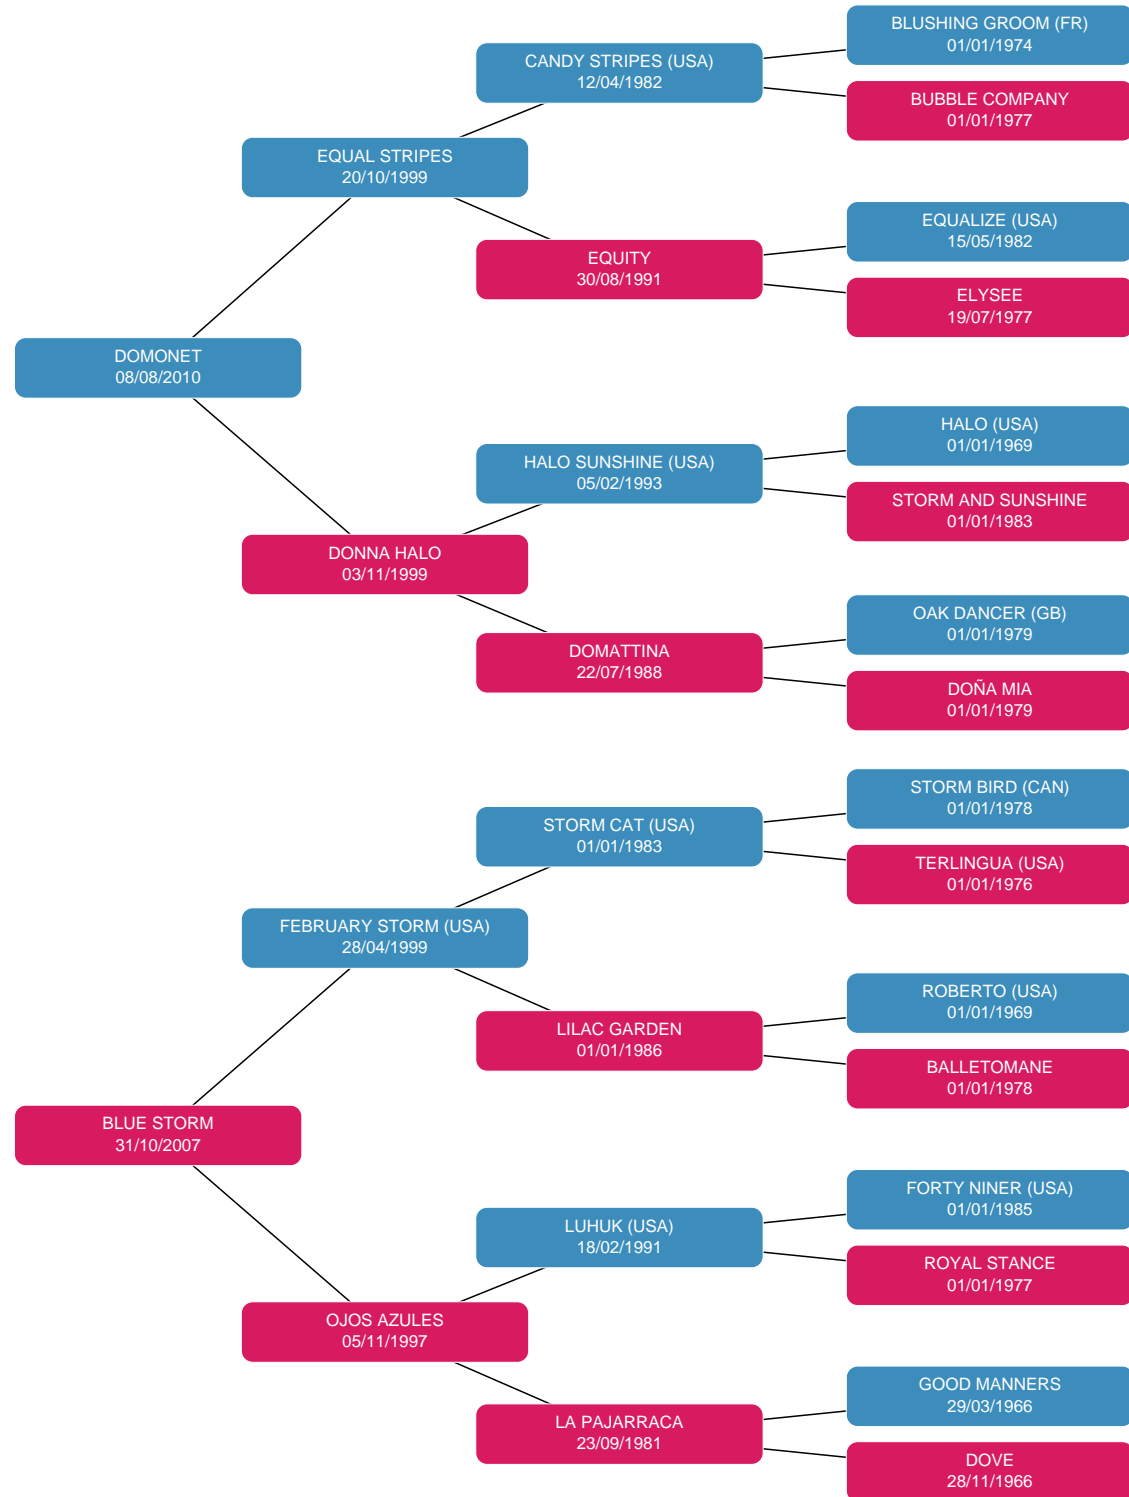 BLUSHING GROOM (FR)
01/01/1974
CANDY STRIPES (USA)
12/04/1982
BUBBLE COMPANY
01/01/1977
EQUAL STRIPES
20/10/1999
EQUALIZE (USA)
15/05/1982
EQUITY
30/08/1991
ELYSEE
19/07/1977
DOMONET
08/08/2010
HALO (USA)
01/01/1969
HALO SUNSHINE (USA)
05/02/1993
STORM AND SUNSHINE
01/01/1983
DONNA HALO
03/11/1999
OAK DANCER (GB)
01/01/1979
DOMATTINA
22/07/1988
DOÑA MIA
01/01/1979
STORM BIRD (CAN)
01/01/1978
STORM CAT (USA)
01/01/1983
TERLINGUA (USA)
01/01/1976
FEBRUARY STORM (USA)
28/04/1999
ROBERTO (USA)
01/01/1969
LILAC GARDEN
01/01/1986
BALLETOMANE
01/01/1978
BLUE STORM
31/10/2007
FORTY NINER (USA)
01/01/1985
LUHUK (USA)
18/02/1991
ROYAL STANCE
01/01/1977
OJOS AZULES
05/11/1997
GOOD MANNERS
29/03/1966
LA PAJARRACA
23/09/1981
DOVE
28/11/1966